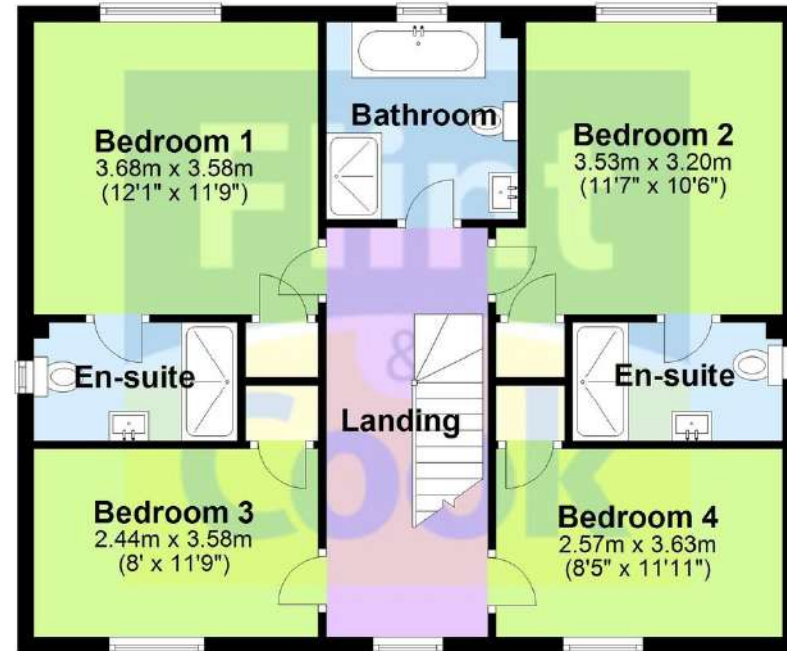 Bedroom 1
3.68m x 3.58m
(12'1" x 11'9")
Bathroom
Bedroom 2
3.53m x 3.20m
(11'7" x 10'6")
En-suite
En-suite
Landing
Bedroom 3
2.44m x 3.58m
(8' x 11'9")
Bedroom 4
2.57m x 3.63m
(8'5" x 11'11")
Flint
&
Cook